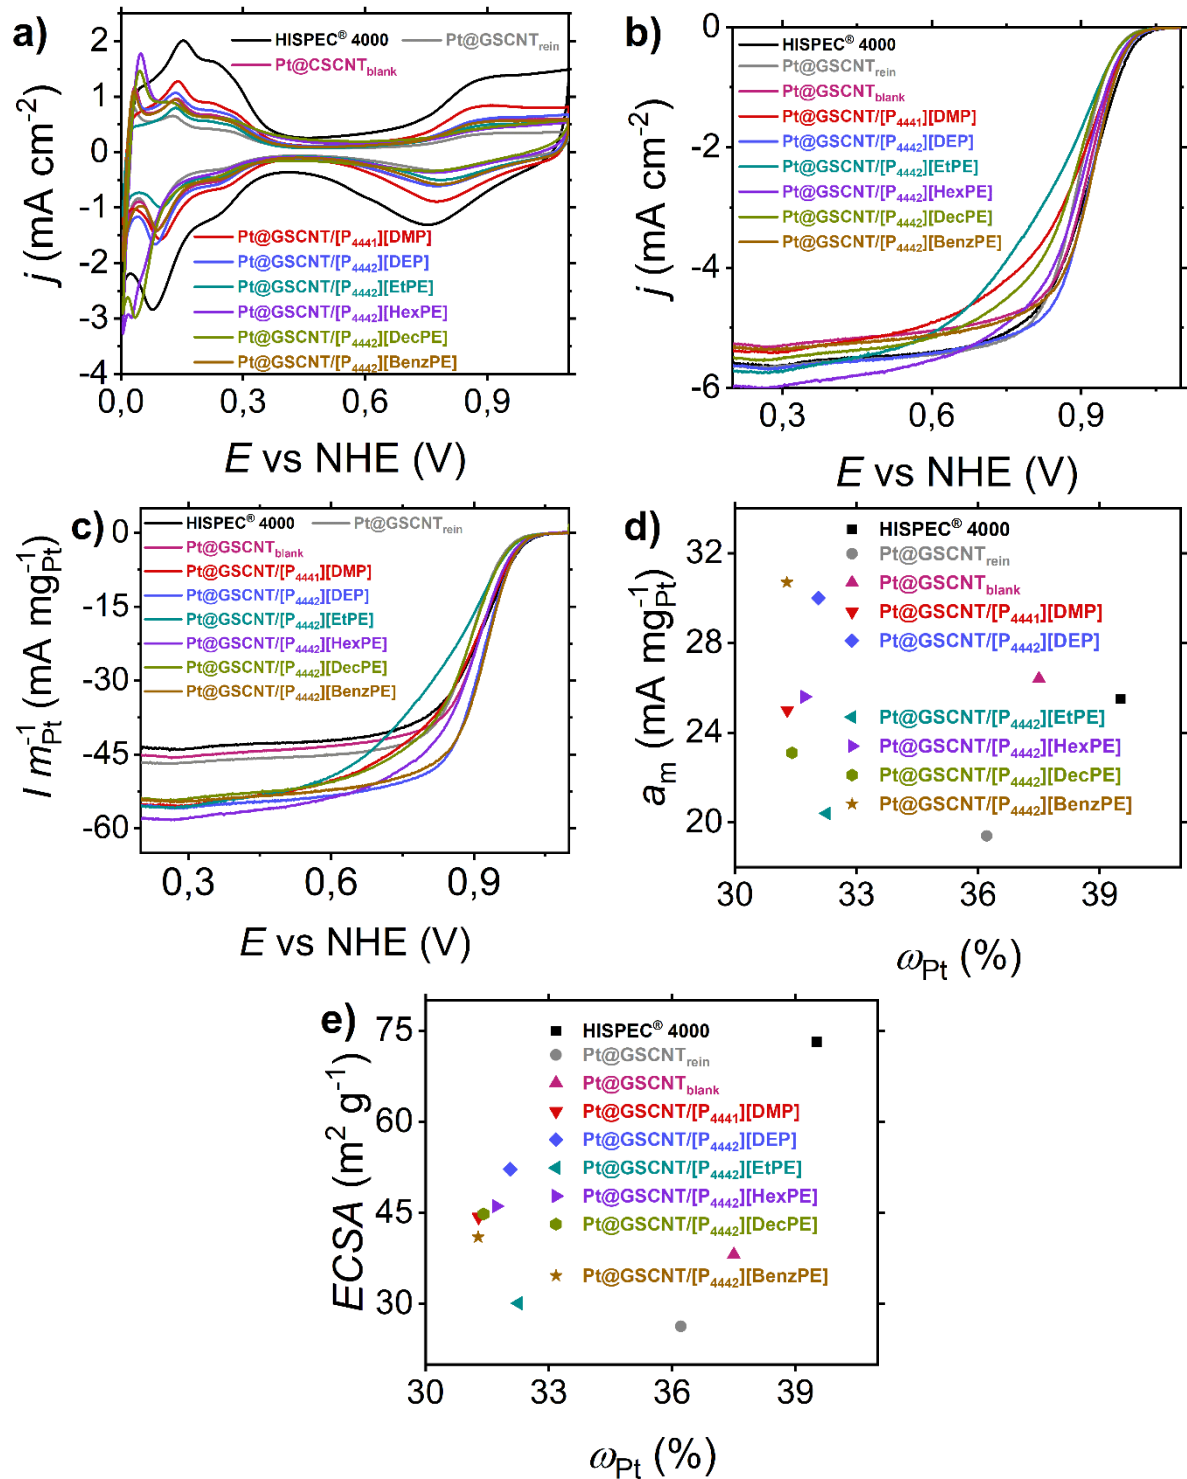 a)
HISPEC® 4000 Pt@GSCNTrein
Pt@CSCNTblank
2
1
0
-1
-2
-3
-4
j (mA cm-2)
Pt@GSCNT/[P4441][DMP]
Pt@GSCNT/[P4442][DEP]
Pt@GSCNT/[P4442][EtPE]
Pt@GSCNT/[P4442][HexPE]
Pt@GSCNT/[P4442][DecPE]
Pt@GSCNT/[P4442][BenzPE]
0,0 0,3 0,6 0,9
E vs NHE (V)
b)
HISPEC® 4000
Pt@GSCNTrein
Pt@GSCNTblank
Pt@GSCNT/[P4441][DMP]
Pt@GSCNT/[P4442][DEP]
Pt@GSCNT/[P4442][EtPE]
Pt@GSCNT/[P4442][HexPE]
Pt@GSCNT/[P4442][DecPE]
Pt@GSCNT/[P4442][BenzPE]
0
-2
-4
-6
j (mA cm-2)
0,3 0,6 0,9
E vs NHE (V)
c)
HISPEC® 4000 Pt@GSCNTrein
Pt@GSCNTblank
Pt@GSCNT/[P4441][DMP]
Pt@GSCNT/[P4442][DEP]
Pt@GSCNT/[P4442][EtPE]
Pt@GSCNT/[P4442][HexPE]
Pt@GSCNT/[P4442][DecPE]
Pt@GSCNT/[P4442][BenzPE]
0
-15
-30
-45
-60
I mPt-1 (mA mgPt-1)
0,3 0,6 0,9
E vs NHE (V)
d)
HISPEC® 4000
Pt@GSCNTrein
Pt@GSCNTblank
Pt@GSCNT/[P4441][DMP]
Pt@GSCNT/[P4442][DEP]
Pt@GSCNT/[P4442][EtPE]
Pt@GSCNT/[P4442][HexPE]
Pt@GSCNT/[P4442][DecPE]
Pt@GSCNT/[P4442][BenzPE]
32
28
24
20
am (mA mgPt-1)
30 33 36 39
ωPt (%)
e)
HISPEC® 4000
Pt@GSCNTrein
Pt@GSCNTblank
Pt@GSCNT/[P4441][DMP]
Pt@GSCNT/[P4442][DEP]
Pt@GSCNT/[P4442][EtPE]
Pt@GSCNT/[P4442][HexPE]
Pt@GSCNT/[P4442][DecPE]
Pt@GSCNT/[P4442][BenzPE]
75
60
45
30
ECSA (m2 g-1)
30 33 36 39
ωPt (%)